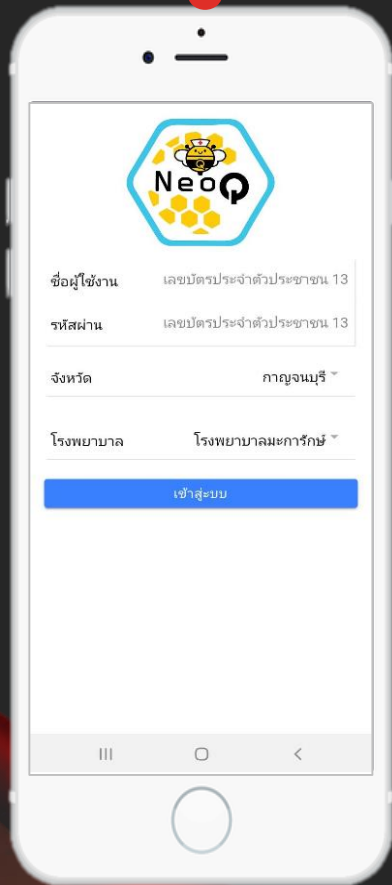 NeoQ
ชื่อผู้ใช้งาน เลขบัตรประจำตัวประชาชน 13
รหัสผ่าน เลขบัตรประจำตัวประชาชน 13
จังหวัด กาญจนบุรี
โรงพยาบาล โรงพยาบาลมะการักษ์
เข้าสู่ะบบ